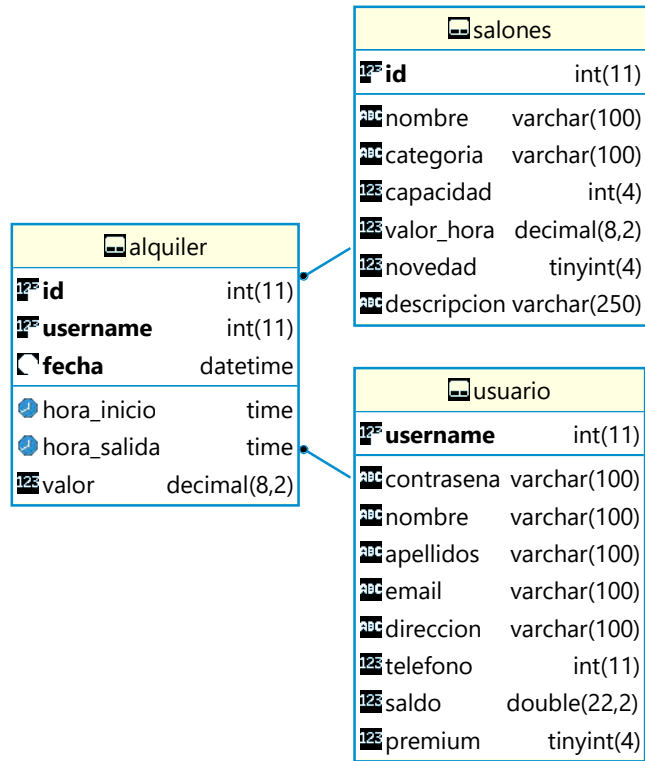 salones
id int(11)
nombre varchar(100)
categoria varchar(100)
capacidad int(4)
valor_hora decimal(8,2)
novedad tinyint(4)
descripcion varchar(250)
alquiler
id int(11)
username int(11)
fecha datetime
hora_inicio time
hora_salida time
valor decimal(8,2)
usuario
username int(11)
contrasena varchar(100)
nombre varchar(100)
apellidos varchar(100)
email varchar(100)
direccion varchar(100)
telefono int(11)
saldo double(22,2)
premium tinyint(4)